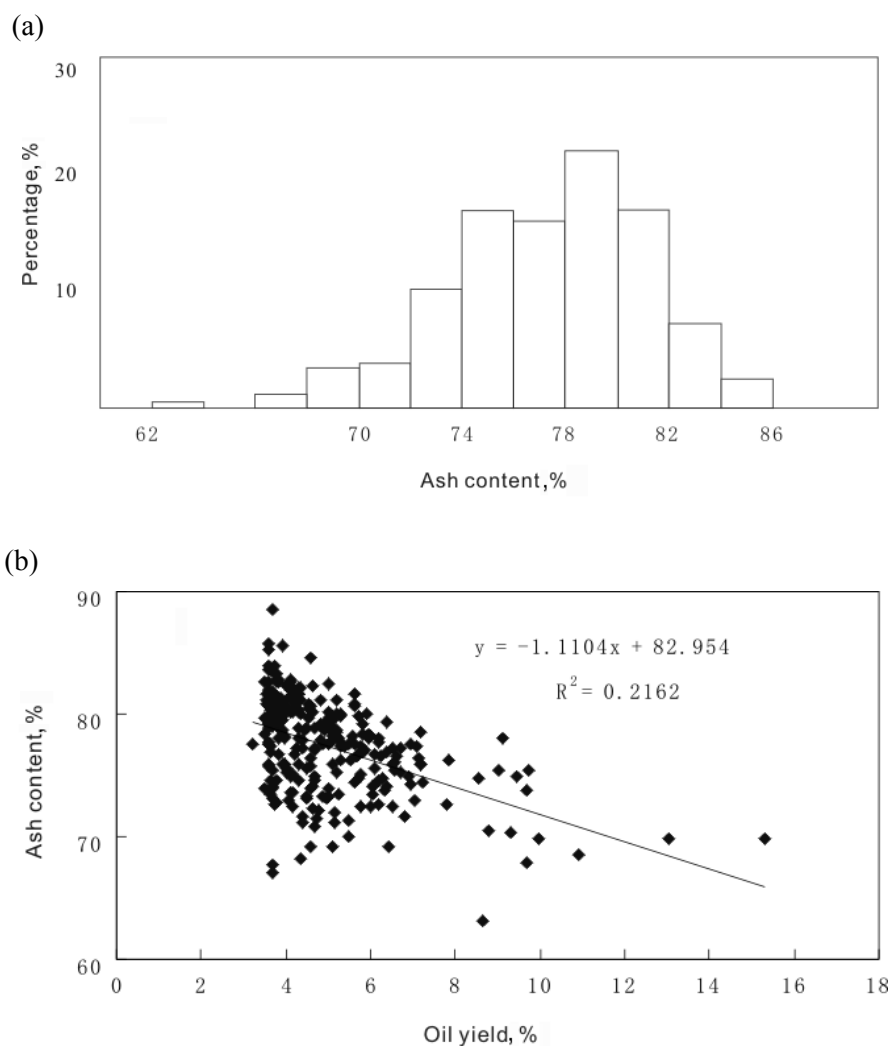 (a)
30
20
10
Percentage, %
62 70 74 78 82 86
Ash content, %
(b)
90
80
70
60
Ash content, %
y = -1.1104x + 82.954
R² = 0.2162
0 2 4 6 8 10 12 14 16 18
Oil yield, %